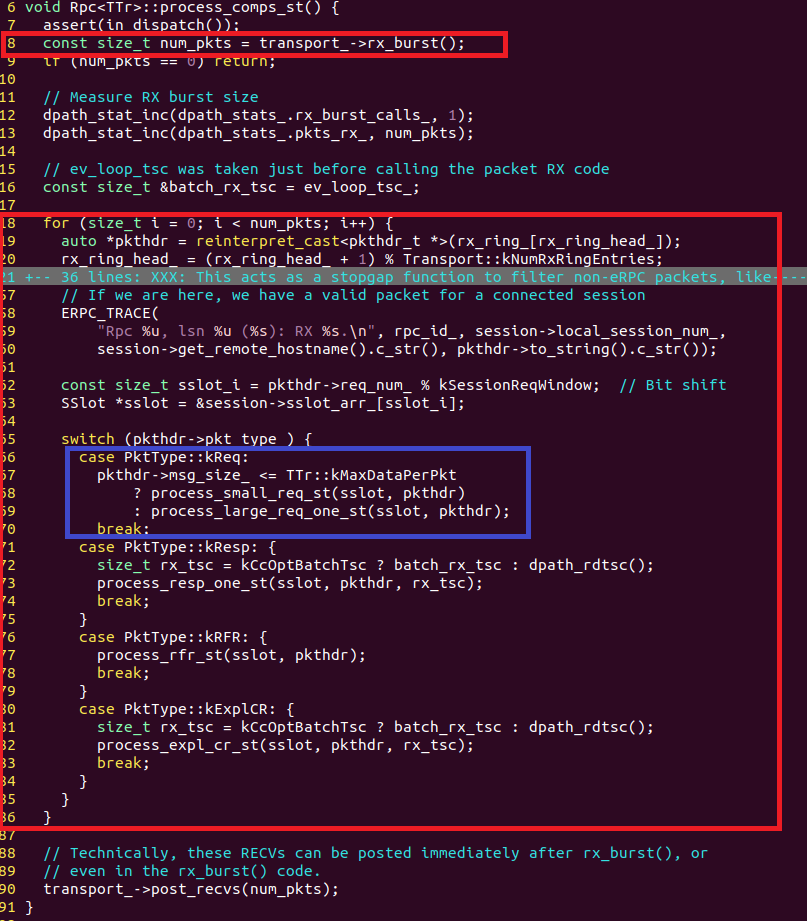 6 void Rpc<TTr>::process_comps_st() {
7   assert(in_dispatch());
8   const size_t num_pkts = transport_->rx_burst();
9   if (num_pkts == 0) return;
10
11   // Measure RX burst size
12   dpath_stat_inc(dpath_stats_.rx_burst_calls_, 1);
13   dpath_stat_inc(dpath_stats_.pkts_rx_, num_pkts);
14
15   // ev_loop_tsc was taken just before calling the packet RX code
16   const size_t &batch_rx_tsc = ev_loop_tsc_;
17
18   for (size_t i = 0; i < num_pkts; i++) {
19     auto *pkthdr = reinterpret_cast<pkthdr_t *>(rx_ring_[rx_ring_head_]);
20     rx_ring_head_ = (rx_ring_head_ + 1) % Transport::kNumRxRingEntries;
21 +-- 36 lines: XXX: This acts as a stopgap function to filter non-eRPC packets, like----
57     // If we are here, we have a valid packet for a connected session
58     ERPC_TRACE(
59         "Rpc %u, lsn %u (%s): RX %s.\n", rpc_id_, session->local_session_num_,
60         session->get_remote_hostname().c_str(), pkthdr->to_string().c_str());
61
62     const size_t sslot_i = pkthdr->req_num_ % kSessionReqWindow;  // Bit shift
63     SSlot *sslot = &session->sslot_arr_[sslot_i];
64
65     switch (pkthdr->pkt_type_) {
66       case PktType::kReq:
67         pkthdr->msg_size_ <= TTr::kMaxDataPerPkt
68             ? process_small_req_st(sslot, pkthdr)
69             : process_large_req_one_st(sslot, pkthdr);
70         break;
71       case PktType::kResp: {
72         size_t rx_tsc = kCcOptBatchTsc ? batch_rx_tsc : dpath_rdtsc();
73         process_resp_one_st(sslot, pkthdr, rx_tsc);
74         break;
75       }
76       case PktType::kRFR: {
77         process_rfr_st(sslot, pkthdr);
78         break;
79       }
80       case PktType::kExplCR: {
81         size_t rx_tsc = kCcOptBatchTsc ? batch_rx_tsc : dpath_rdtsc();
82         process_expl_cr_st(sslot, pkthdr, rx_tsc);
83         break;
84       }
85     }
86   }
87
88   // Technically, these RECVs can be posted immediately after rx_burst(), or
89   // even in the rx_burst() code.
90   transport_->post_recvs(num_pkts);
91 }